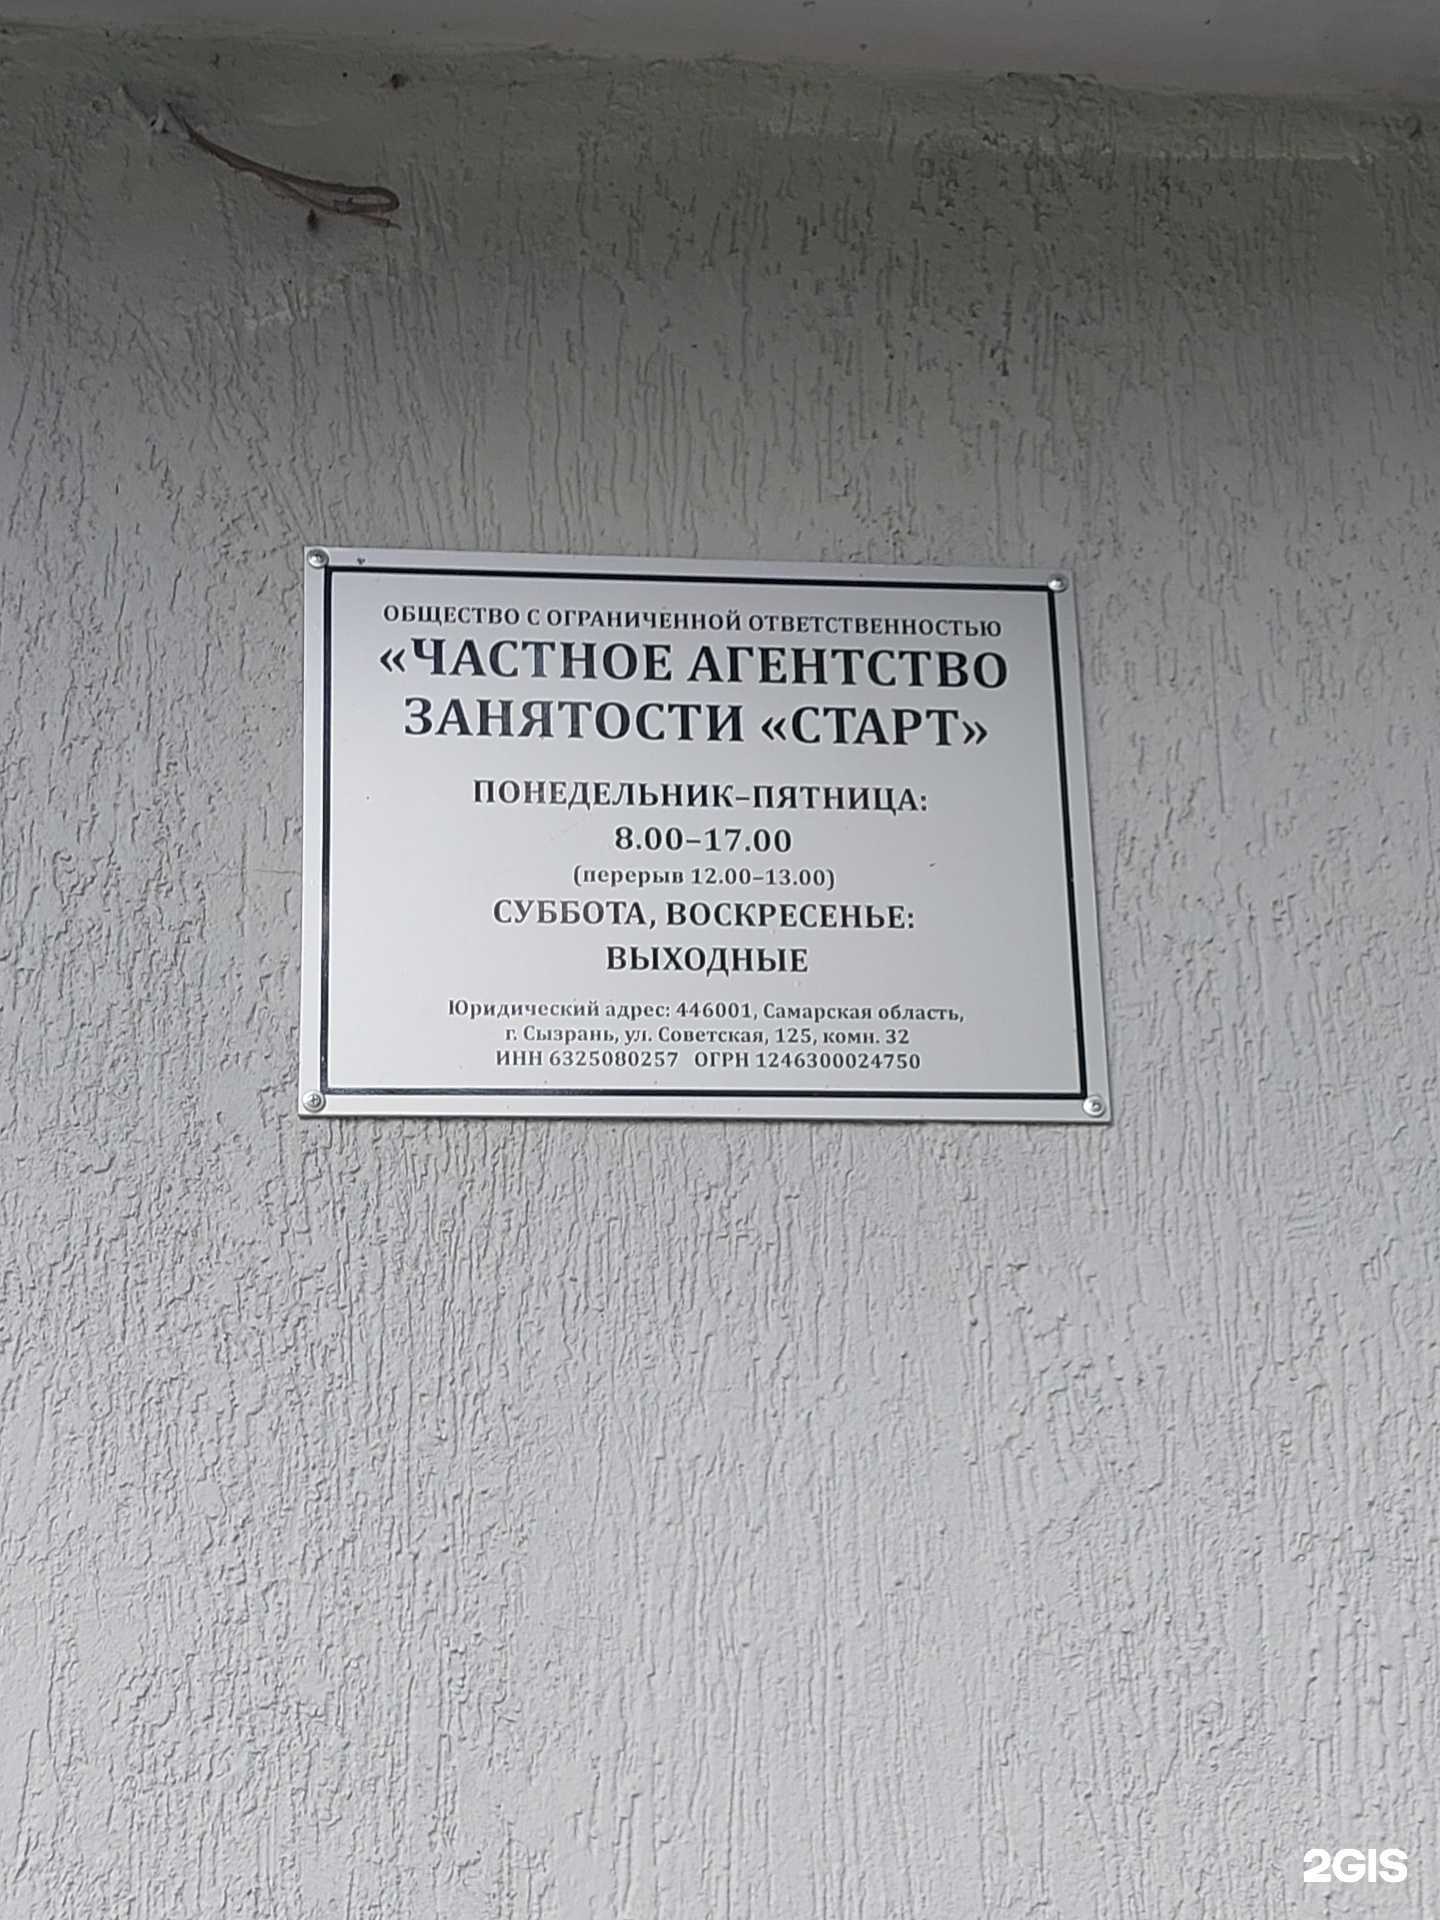 ОБЩЕСТВО С ОГРАНИЧЕННОЙ ОТВЕТСТВЕННОСТЬЮ
«ЧАСТНОЕ АГЕНТСТВО
ЗАНЯТОСТИ «СТАРТ»
ПОНЕДЕЛЬНИК–ПЯТНИЦА:
8.00–17.00
(перерыв 12.00–13.00)
СУББОТА, ВОСКРЕСЕНЬЕ:
ВЫХОДНЫЕ
Юридический адрес: 446001, Самарская область,
г. Сызрань, ул. Советская, 125, комн. 32
ИНН 6325080257 ОГРН 1246300024750
2GIS